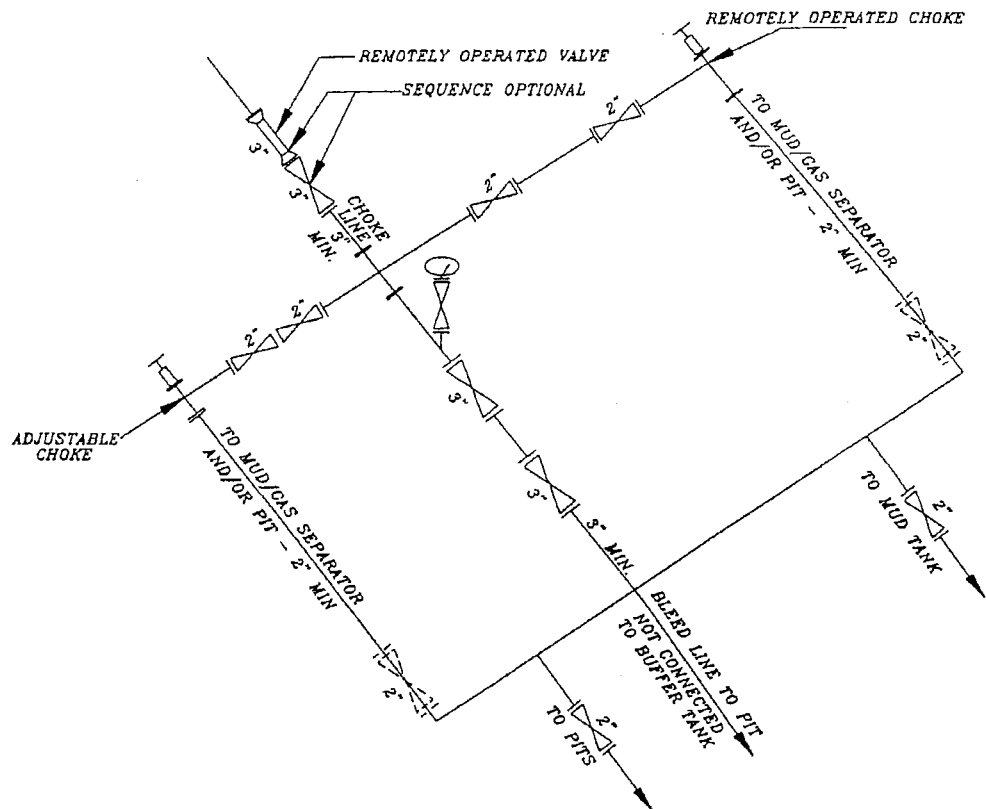 REMOTELY OPERATED CHOKE
REMOTELY OPERATED VALVE
SEQUENCE OPTIONAL
3"
3"
CHOKE
LINE
3"
MIN.
2"
2"
TO MUD/GAS SEPARATOR
AND/OR PIT - 2" MIN
2"
2"
2"
3"
ADJUSTABLE
CHOKE
TO MUD/GAS SEPARATOR
AND/OR PIT - 2" MIN
3"
3" MIN.
TO MUD TANK
2"
BLEED LINE TO PIT
NOT CONNECTED
TO BUFFER TANK
2"
TO PITS
2"